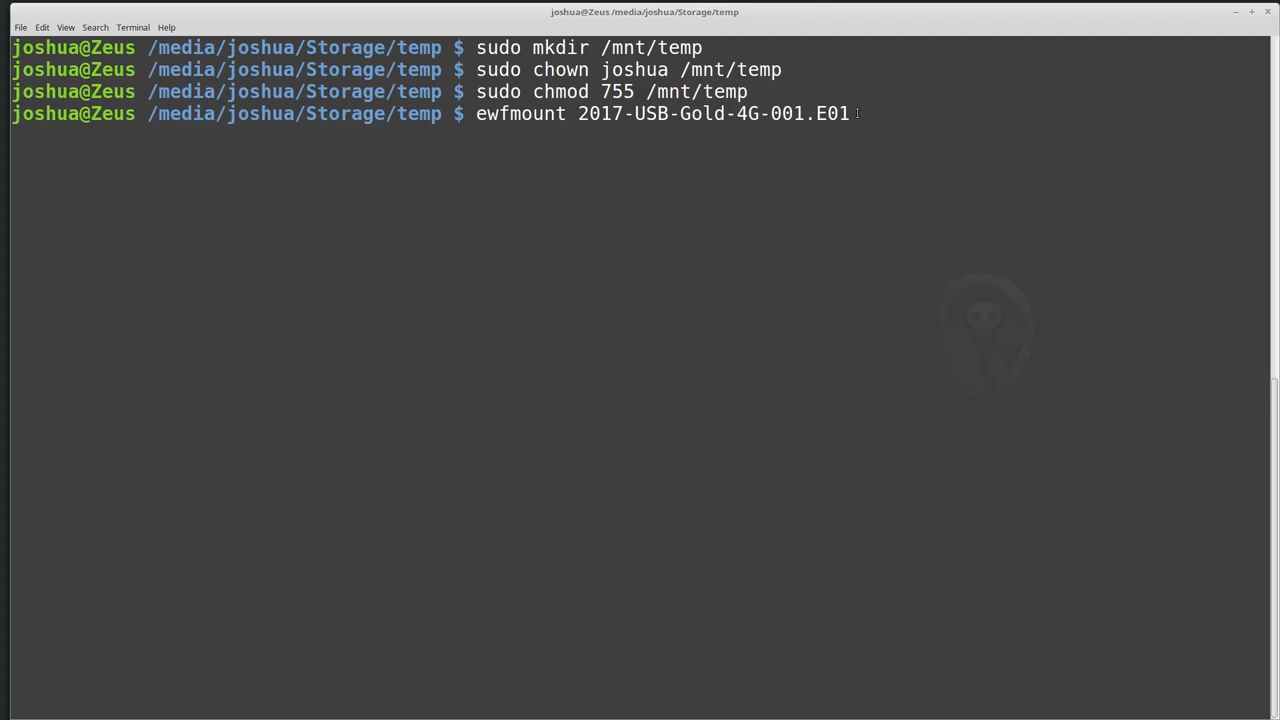 joshua@Zeus /media/joshua/Storage/temp
File Edit View Search Terminal Help
joshua@Zeus /media/joshua/Storage/temp $ sudo mkdir /mnt/temp
joshua@Zeus /media/joshua/Storage/temp $ sudo chown joshua /mnt/temp
joshua@Zeus /media/joshua/Storage/temp $ sudo chmod 755 /mnt/temp
joshua@Zeus /media/joshua/Storage/temp $ ewfmount 2017-USB-Gold-4G-001.E01